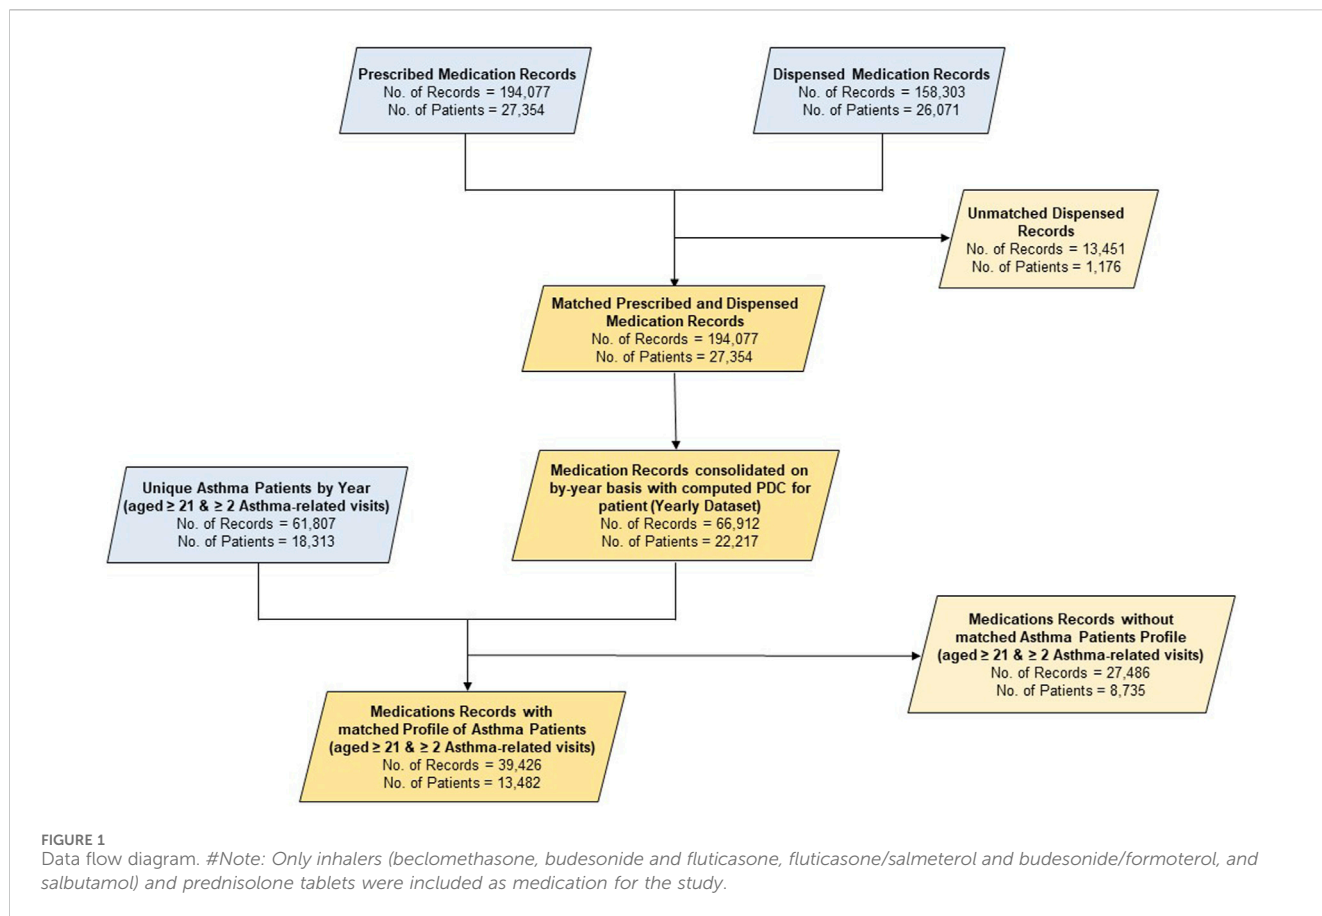 Prescribed Medication Records
No. of Records = 194,077
No. of Patients = 27,354
Dispensed Medication Records
No. of Records = 158,303
No. of Patients = 26,071
Unmatched Dispensed
Records
No. of Records = 13,451
No. of Patients = 1,176
Matched Prescribed and Dispensed
Medication Records
No. of Records = 194,077
No. of Patients = 27,354
Unique Asthma Patients by Year
(aged ≥ 21 & ≥ 2 Asthma-related visits)
No. of Records = 61,807
No. of Patients = 18,313
Medication Records consolidated on
by-year basis with computed PDC for
patient (Yearly Dataset)
No. of Records = 66,912
No. of Patients = 22,217
Medications Records without
matched Asthma Patients Profile
(aged ≥ 21 & ≥ 2 Asthma-related visits)
No. of Records = 27,486
No. of Patients = 8,735
Medications Records with
matched Profile of Asthma Patients
(aged ≥ 21 & ≥ 2 Asthma-related visits)
No. of Records = 39,426
No. of Patients = 13,482
FIGURE 1
Data flow diagram. #Note: Only inhalers (beclomethasone, budesonide and fluticasone, fluticasone/salmeterol and budesonide/formoterol, and
salbutamol) and prednisolone tablets were included as medication for the study.